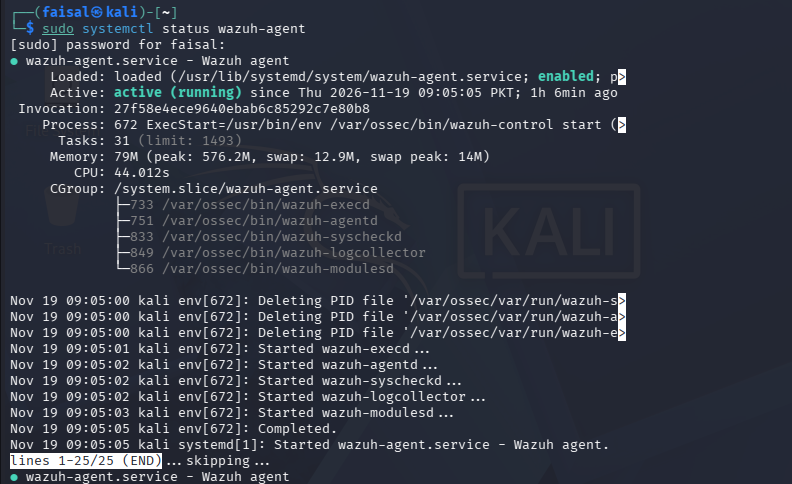 ┌──(faisal㉿kali)-[~]
└─$ sudo systemctl status wazuh-agent
[sudo] password for faisal:
● wazuh-agent.service - Wazuh agent
Loaded: loaded (/usr/lib/systemd/system/wazuh-agent.service; enabled; p>
Active: active (running) since Thu 2026-11-19 09:05:05 PKT; 1h 6min ago
Invocation: 27f58e4ece9640ebab6c85292c7e80b8
Process: 672 ExecStart=/usr/bin/env /var/ossec/bin/wazuh-control start (>
Tasks: 31 (limit: 1493)
Memory: 79M (peak: 576.2M, swap: 12.9M, swap peak: 14M)
CPU: 44.012s
CGroup: /system.slice/wazuh-agent.service
├─733 /var/ossec/bin/wazuh-execd
├─751 /var/ossec/bin/wazuh-agentd
├─833 /var/ossec/bin/wazuh-syscheckd
├─849 /var/ossec/bin/wazuh-logcollector
└─866 /var/ossec/bin/wazuh-modulesd
Trash
KALI
Nov 19 09:05:00 kali env[672]: Deleting PID file '/var/ossec/var/run/wazuh-s>
Nov 19 09:05:00 kali env[672]: Deleting PID file '/var/ossec/var/run/wazuh-a>
Nov 19 09:05:00 kali env[672]: Deleting PID file '/var/ossec/var/run/wazuh-e>
Nov 19 09:05:01 kali env[672]: Started wazuh-execd...
Nov 19 09:05:02 kali env[672]: Started wazuh-agentd...
Nov 19 09:05:02 kali env[672]: Started wazuh-syscheckd...
Nov 19 09:05:02 kali env[672]: Started wazuh-logcollector...
Nov 19 09:05:03 kali env[672]: Started wazuh-modulesd...
Nov 19 09:05:05 kali env[672]: Completed.
Nov 19 09:05:05 kali systemd[1]: Started wazuh-agent.service - Wazuh agent.
lines 1-25/25 (END)...skipping...
● wazuh-agent.service - Wazuh agent